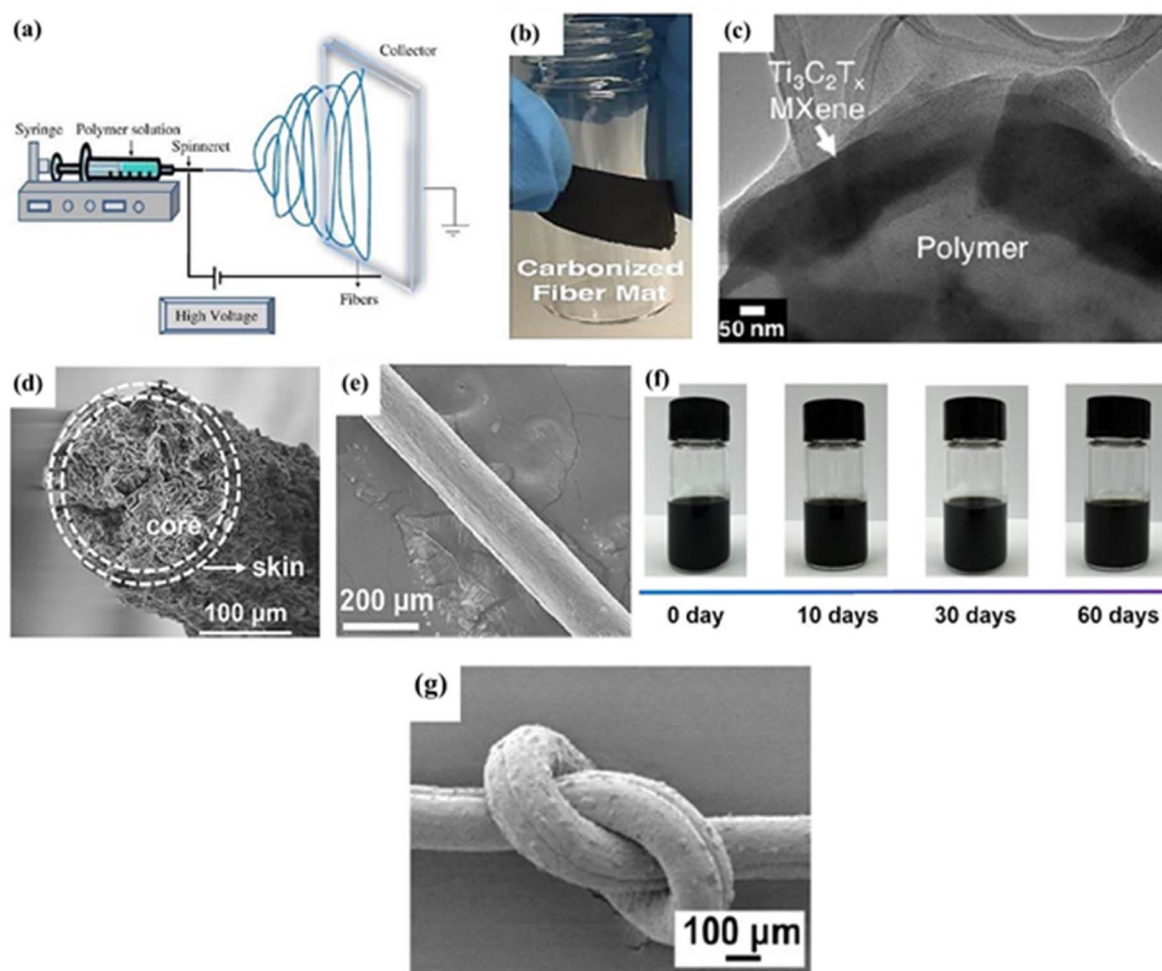 (a)
Collector
Syringe
Polymer solution
Spinneret
Fibers
High Voltage
(b)
Carbonized
Fiber Mat
(c)
Ti₃C₂Tₓ
MXene
Polymer
50 nm
(d)
core
skin
100 µm
(e)
200 µm
(f)
0 day
10 days
30 days
60 days
(g)
100 µm